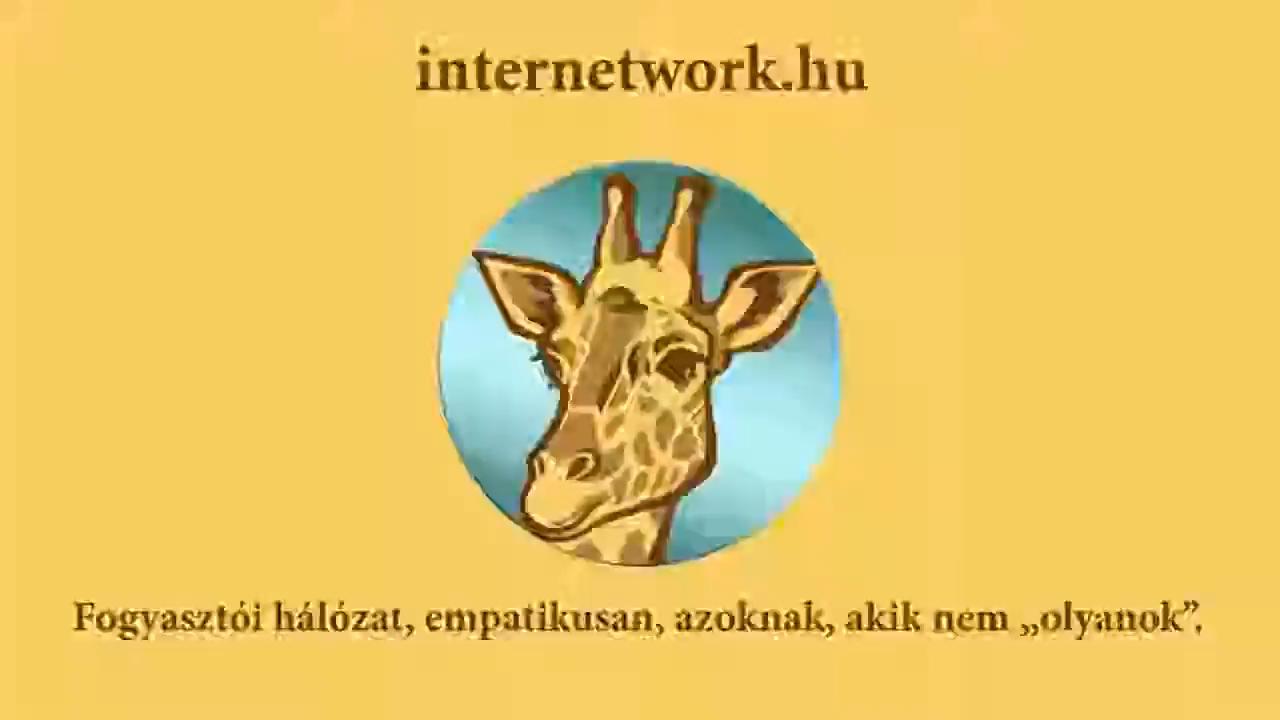 internetwork.hu
Fogyasztói hálózat, empatikusan, azoknak, akik nem „olyanok”.